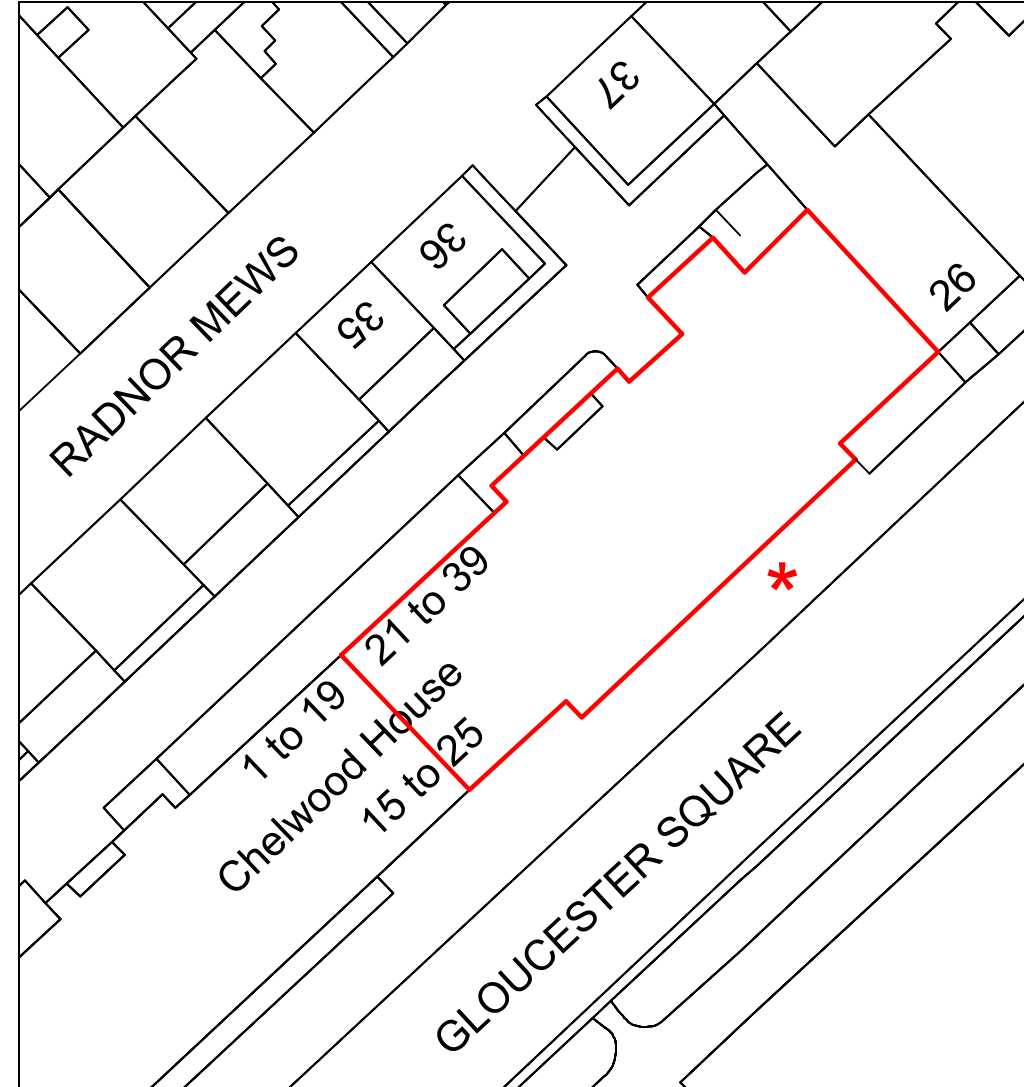 37
36
35
26
RADNOR MEWS
21 to 39
1 to 19
Chelwood House
15 to 25
*
GLOUCESTER SQUARE